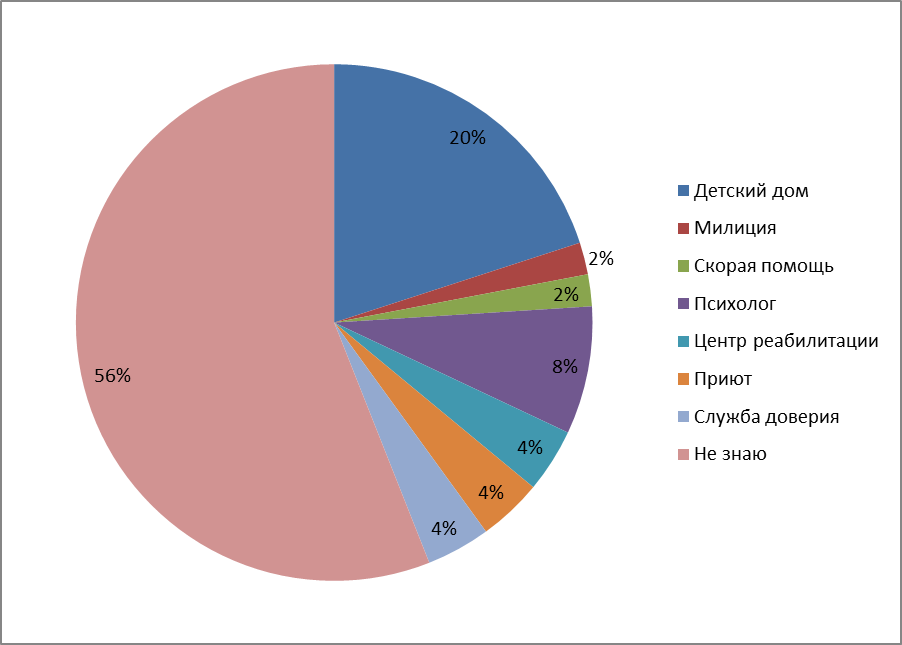 20%
2%
2%
8%
4%
4%
4%
56%
Детский дом
Милиция
Скорая помощь
Психолог
Центр реабилитации
Приют
Служба доверия
Не знаю